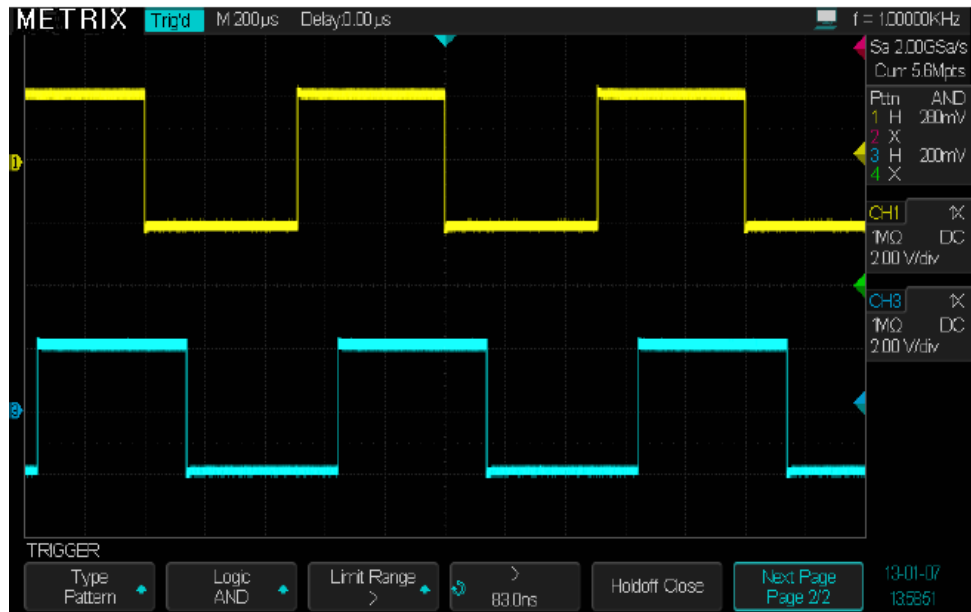 METRIX Trig'd M 200μs Delay:0.00μs f = 1.00000KHz
Sa 2.00GSa/s
Curr 5.6Mpts
Pttn AND
1 H 280mV
2 X
3 H 200mV
4 X
CH1 1X
1MΩ DC
2.00 V/div
CH3 1X
1MΩ DC
2.00 V/div
1
3
TRIGGER
Type
Pattern
Logic
AND
Limit Range
>
>
83.0ns
Holdoff Close
Next Page
Page 2/2
13-01-07
13:58:51